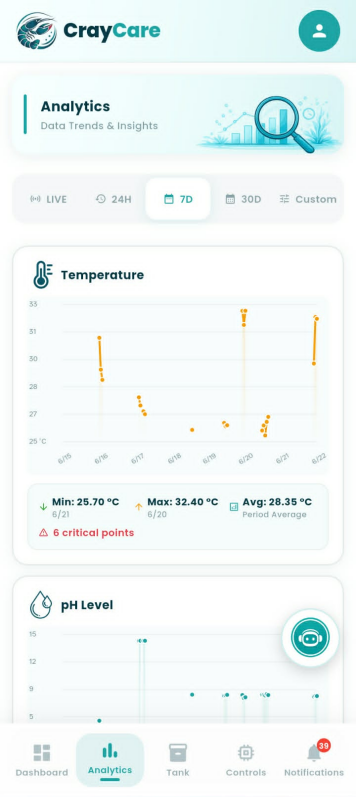 CrayCare
Analytics
Data Trends & Insights
LIVE 24H 7D 30D Custom
Temperature
33
31
30
28
27
25 °C
6/15 6/16 6/17 6/18 6/19 6/20 6/21 6/22
Min: 25.70 °C Max: 32.40 °C Avg: 28.35 °C
6/21 6/20 Period Average
6 critical points
pH Level
15
12
9
5
Dashboard Analytics Tank Controls 39 Notifications